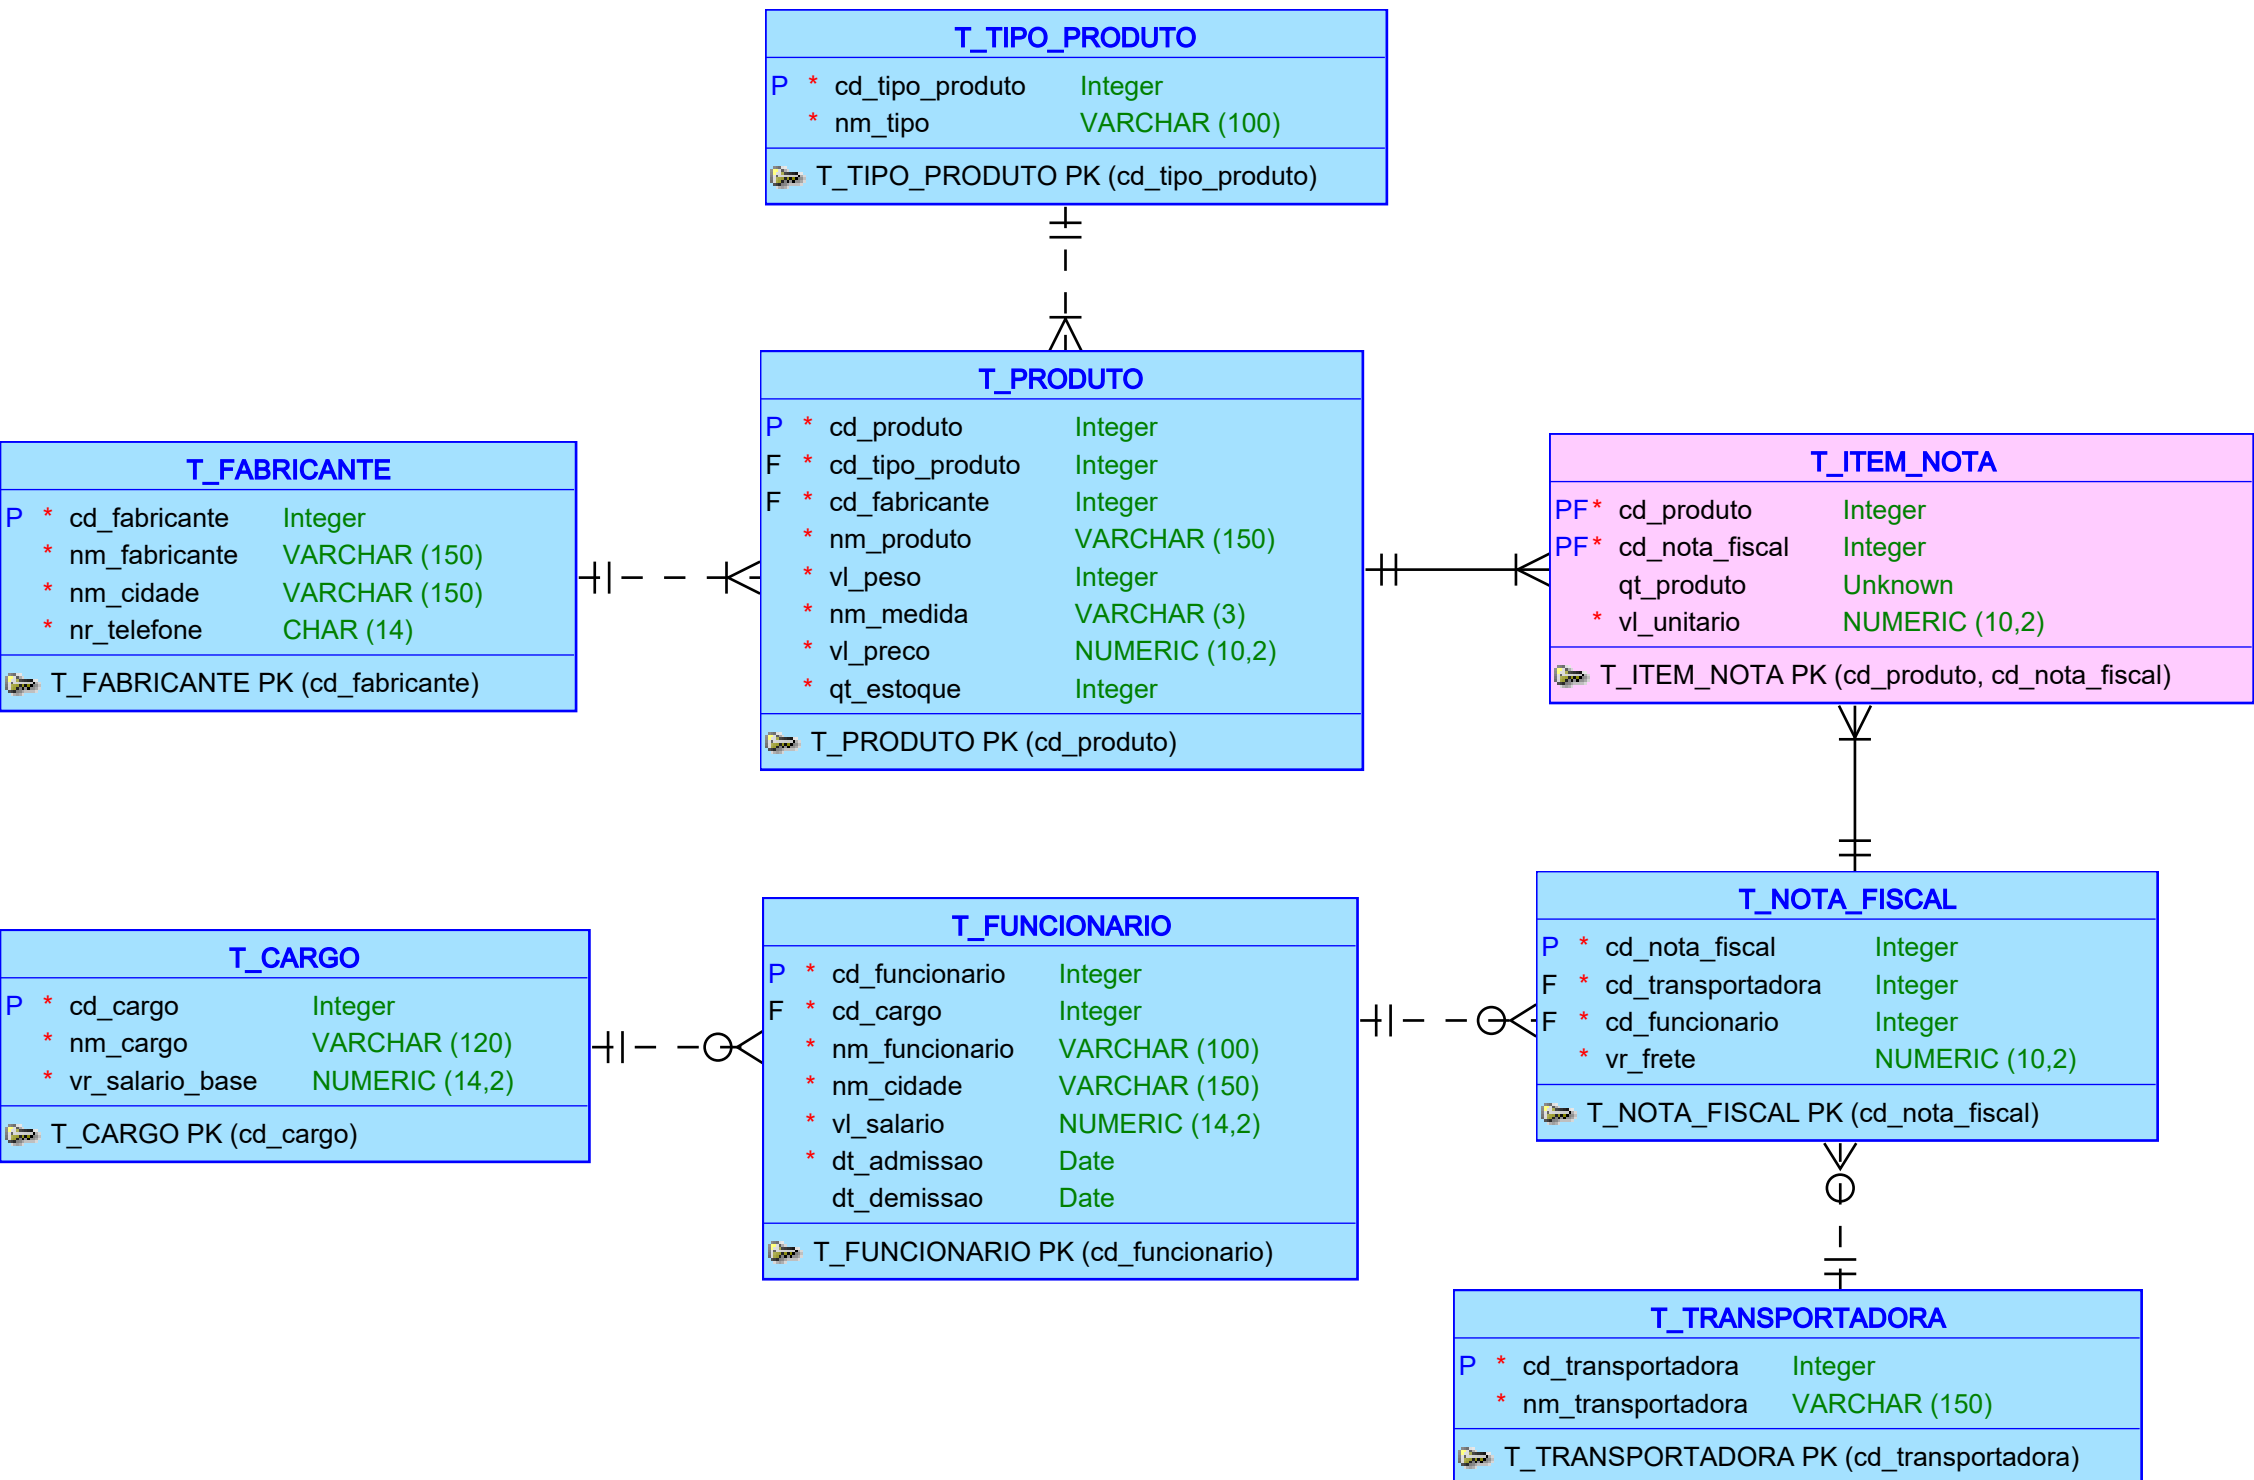 T_TIPO_PRODUTO
P * cd_tipo_produto Integer
* nm_tipo VARCHAR (100)
T_TIPO_PRODUTO PK (cd_tipo_produto)
T_PRODUTO
P * cd_produto Integer
F * cd_tipo_produto Integer
F * cd_fabricante Integer
* nm_produto VARCHAR (150)
* vl_peso Integer
* nm_medida VARCHAR (3)
* vl_preco NUMERIC (10,2)
* qt_estoque Integer
T_PRODUTO PK (cd_produto)
T_FABRICANTE
P * cd_fabricante Integer
* nm_fabricante VARCHAR (150)
* nm_cidade VARCHAR (150)
* nr_telefone CHAR (14)
T_FABRICANTE PK (cd_fabricante)
T_ITEM_NOTA
PF * cd_produto Integer
PF * cd_nota_fiscal Integer
qt_produto Unknown
* vl_unitario NUMERIC (10,2)
T_ITEM_NOTA PK (cd_produto, cd_nota_fiscal)
T_CARGO
P * cd_cargo Integer
* nm_cargo VARCHAR (120)
* vr_salario_base NUMERIC (14,2)
T_CARGO PK (cd_cargo)
T_FUNCIONARIO
P * cd_funcionario Integer
F * cd_cargo Integer
* nm_funcionario VARCHAR (100)
* nm_cidade VARCHAR (150)
* vl_salario NUMERIC (14,2)
* dt_admissao Date
dt_demissao Date
T_FUNCIONARIO PK (cd_funcionario)
T_NOTA_FISCAL
P * cd_nota_fiscal Integer
F * cd_transportadora Integer
F * cd_funcionario Integer
* vr_frete NUMERIC (10,2)
T_NOTA_FISCAL PK (cd_nota_fiscal)
T_TRANSPORTADORA
P * cd_transportadora Integer
* nm_transportadora VARCHAR (150)
T_TRANSPORTADORA PK (cd_transportadora)